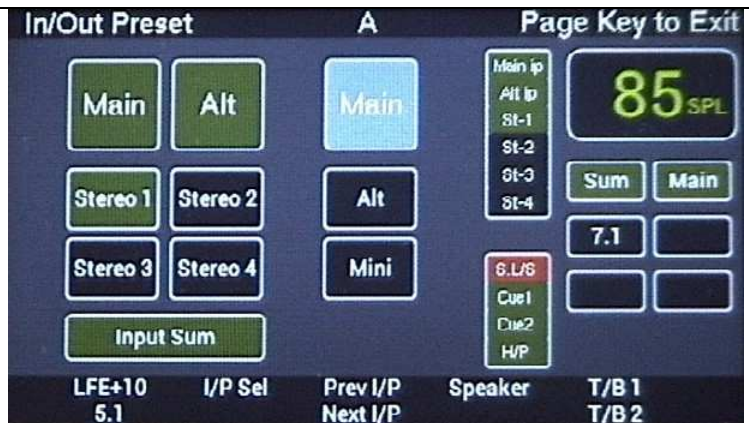 In/Out Preset A Page Key to Exit
Main Alt Main
Main ip
Alt ip
St-1
St-2
St-3
St-4
85 SPL
Stereo 1 Stereo 2 Alt
Sum Main
7.1
Stereo 3 Stereo 4 Mini
S.L/S
Cue1
Cue2
H/P
Input Sum
LFE+10 I/P Sel Prev I/P Speaker T/B 1
5.1 Next I/P T/B 2